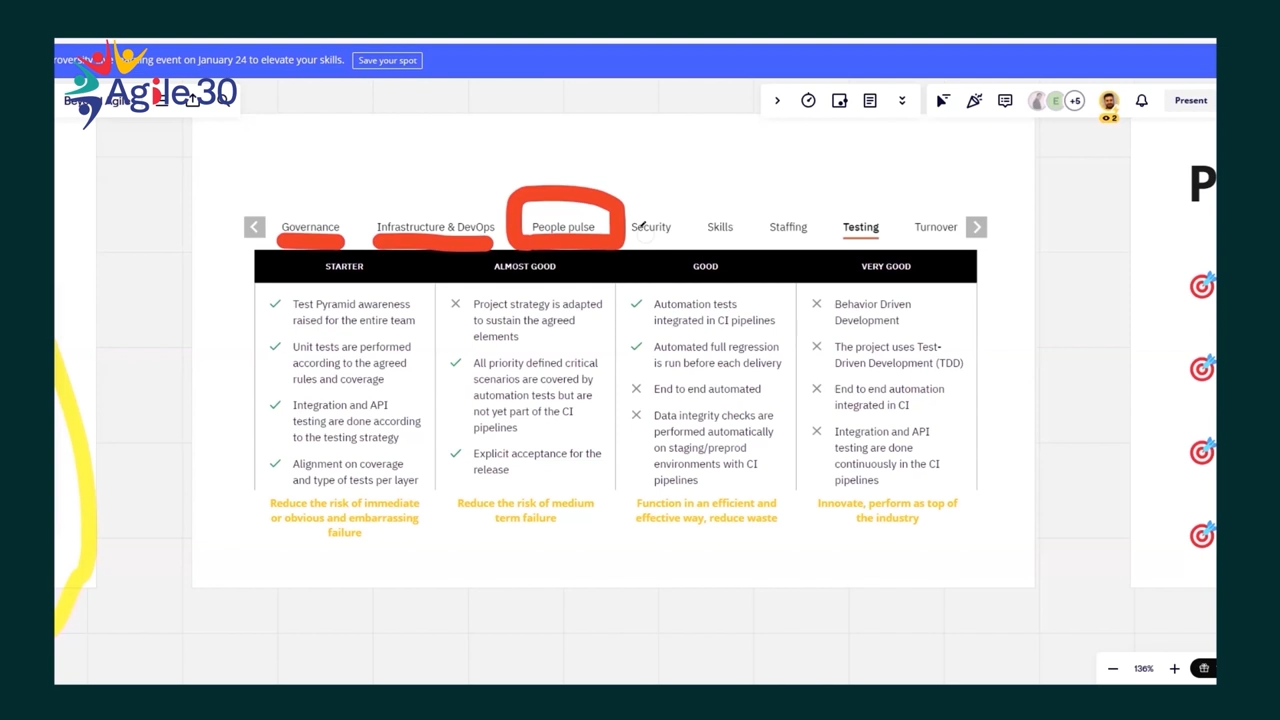 event on January 24 to elevate your skills.
Save your spot
Agile30
+5
2
Present
P
Governance
Infrastructure & DevOps
People pulse
Security
Skills
Staffing
Testing
Turnover
STARTER
Test Pyramid awareness
raised for the entire team
Unit tests are performed
according to the agreed
rules and coverage
Integration and API
testing are done according
to the testing strategy
Alignment on coverage
and type of tests per layer
Reduce the risk of immediate
or obvious and embarrassing
failure
ALMOST GOOD
Project strategy is adapted
to sustain the agreed
elements
All priority defined critical
scenarios are covered by
automation tests but are
not yet part of the CI
pipelines
Explicit acceptance for the
release
Reduce the risk of medium
term failure
GOOD
Automation tests
integrated in CI pipelines
Automated full regression
is run before each delivery
End to end automated
Data integrity checks are
performed automatically
on staging/preprod
environments with CI
pipelines
Function in an efficient and
effective way, reduce waste
VERY GOOD
Behavior Driven
Development
The project uses Test-
Driven Development (TDD)
End to end automation
integrated in CI
Integration and API
testing are done
continuously in the CI
pipelines
Innovate, perform as top of
the industry
136%